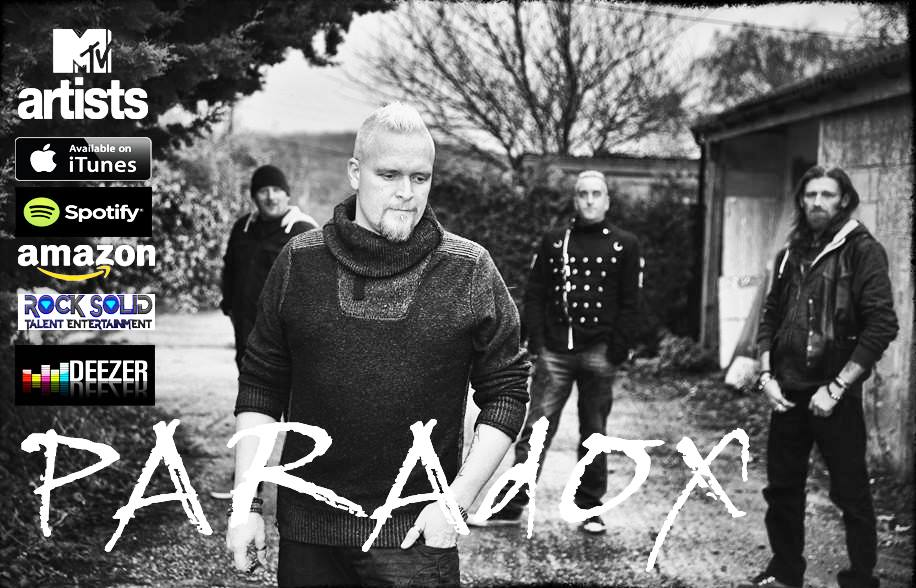 MTV
artists
Available on
iTunes
Spotify
amazon
ROCK SOLID
TALENT ENTERTAINMENT
DEEZER
PARAdOX